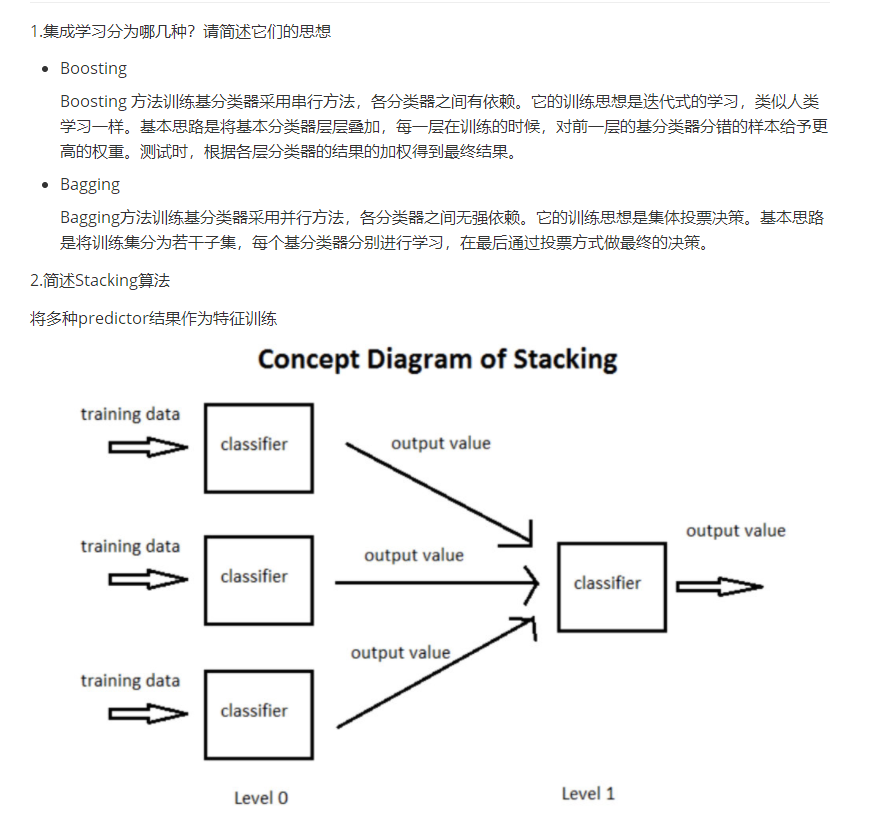 1.集成学习分为哪几种？请简述它们的思想
Boosting
Boosting 方法训练基分类器采用串行方法，各分类器之间有依赖。它的训练思想是迭代式的学习，类似人类
学习一样。基本思路是将基本分类器层层叠加，每一层在训练的时候，对前一层的基分类器分错的样本给予更
高的权重。测试时，根据各层分类器的结果的加权得到最终结果。
Bagging
Bagging方法训练基分类器采用并行方法，各分类器之间无强依赖。它的训练思想是集体投票决策。基本思路
是将训练集分为若干子集，每个基分类器分别进行学习，在最后通过投票方式做最终的决策。
2.简述Stacking算法
将多种predictor结果作为特征训练
Concept Diagram of Stacking
training data
classifier
output value
training data
classifier
output value
classifier
output value
training data
classifier
output value
Level 0
Level 1